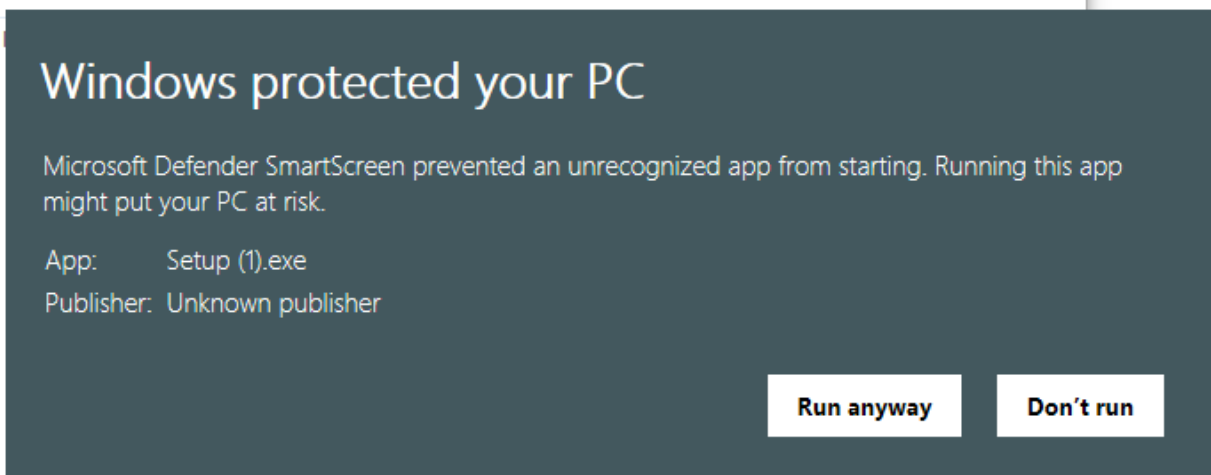 Windows protected your PC
Microsoft Defender SmartScreen prevented an unrecognized app from starting. Running this app
might put your PC at risk.
App: Setup (1).exe
Publisher: Unknown publisher
Run anyway Don't run